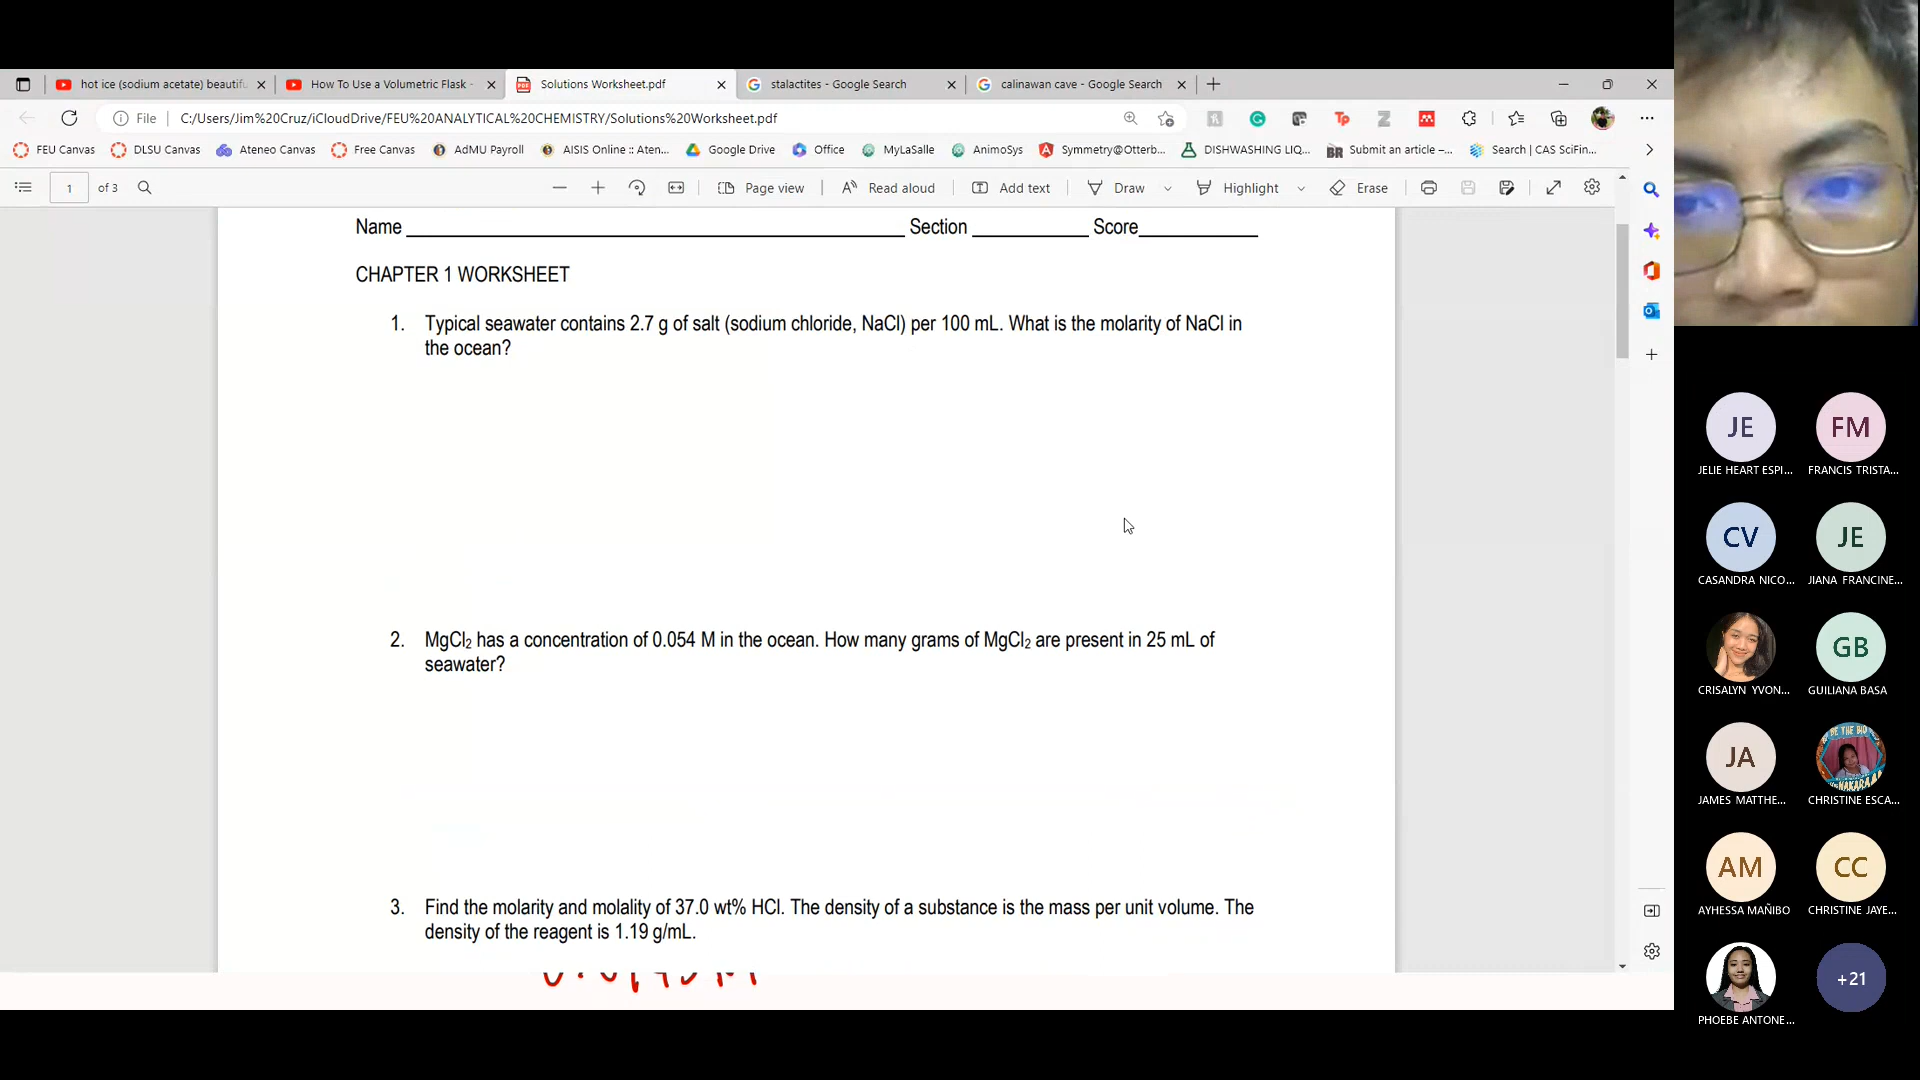 hot ice (sodium acetate) beautifu
How To Use a Volumetric Flask -
Solutions Worksheet.pdf
stalactites - Google Search
calinawan cave - Google Search
File
C:/Users/Jim%20Cruz/iCloudDrive/FEU%20ANALYTICAL%20CHEMISTRY/Solutions%20Worksheet.pdf
FEU Canvas
DLSU Canvas
Ateneo Canvas
Free Canvas
AdMU Payroll
AISIS Online :: Aten...
Google Drive
Office
MyLaSalle
AnimoSys
Symmetry@Otterb...
DISHWASHING LIQ...
Submit an article –...
Search | CAS SciFin...
1 of 3
Page view
Read aloud
Add text
Draw
Highlight
Erase
Name Section Score
CHAPTER 1 WORKSHEET
1. Typical seawater contains 2.7 g of salt (sodium chloride, NaCl) per 100 mL. What is the molarity of NaCl in
the ocean?
2. MgCl₂ has a concentration of 0.054 M in the ocean. How many grams of MgCl₂ are present in 25 mL of
seawater?
3. Find the molarity and molality of 37.0 wt% HCl. The density of a substance is the mass per unit volume. The
density of the reagent is 1.19 g/mL.
JE
JELIE HEART ESPI...
FM
FRANCIS TRISTA...
CV
CASANDRA NICO...
JE
JIANA FRANCINE...
CRISALYN YVON...
GB
GUILIANA BASA
JA
JAMES MATTHE...
CHRISTINE ESCA...
AM
AYHESSA MAÑIBO
CC
CHRISTINE JAYE...
PHOEBE ANTONE...
+21